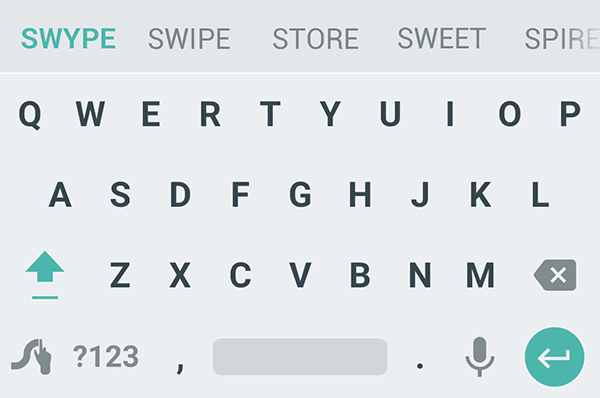 SWYPE SWIPE STORE SWEET SPIRE
Q W E R T Y U I O P
A S D F G H J K L
Z X C V B N M
?123 , .